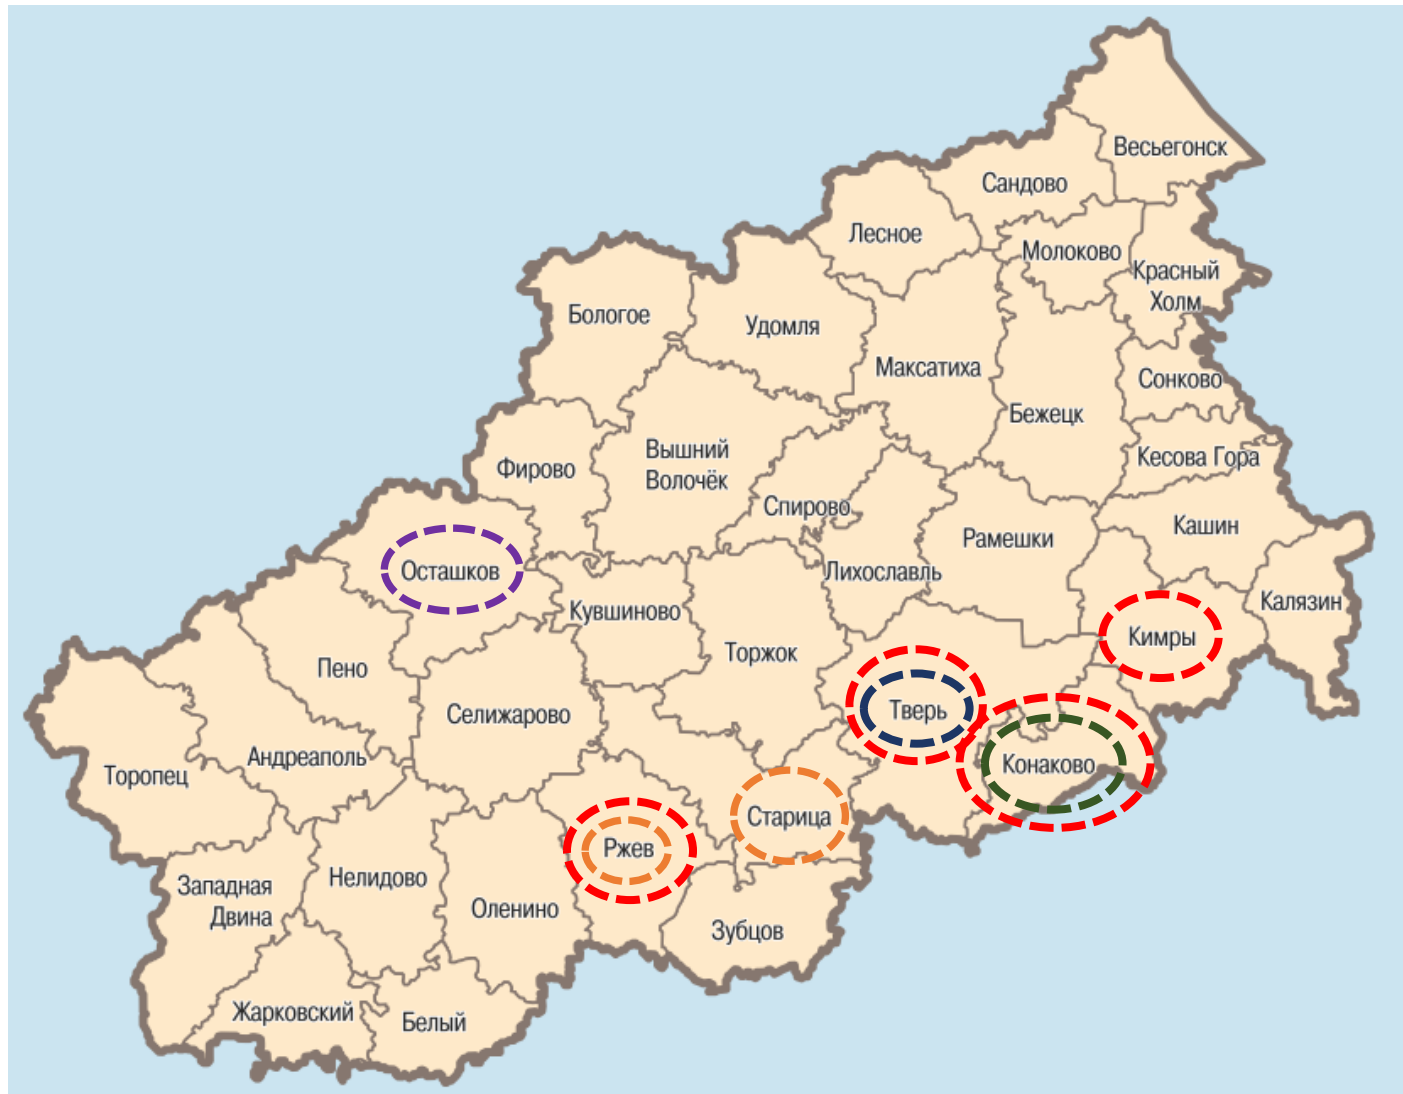 Весьегонск
Сандово
Лесное
Молоково
Красный
Холм
Бологое
Удомля
Максатиха
Сонково
Бежецк
Вышний
Волочёк
Кесова Гора
Фирово
Спирово
Кашин
Рамешки
Осташков
Лихославль
Калязин
Кувшиново
Кимры
Торжок
Пено
Тверь
Селижарово
Андреаполь
Конаково
Торопец
Старица
Ржев
Нелидово
Западная
Двина
Оленино
Зубцов
Жарковский
Белый